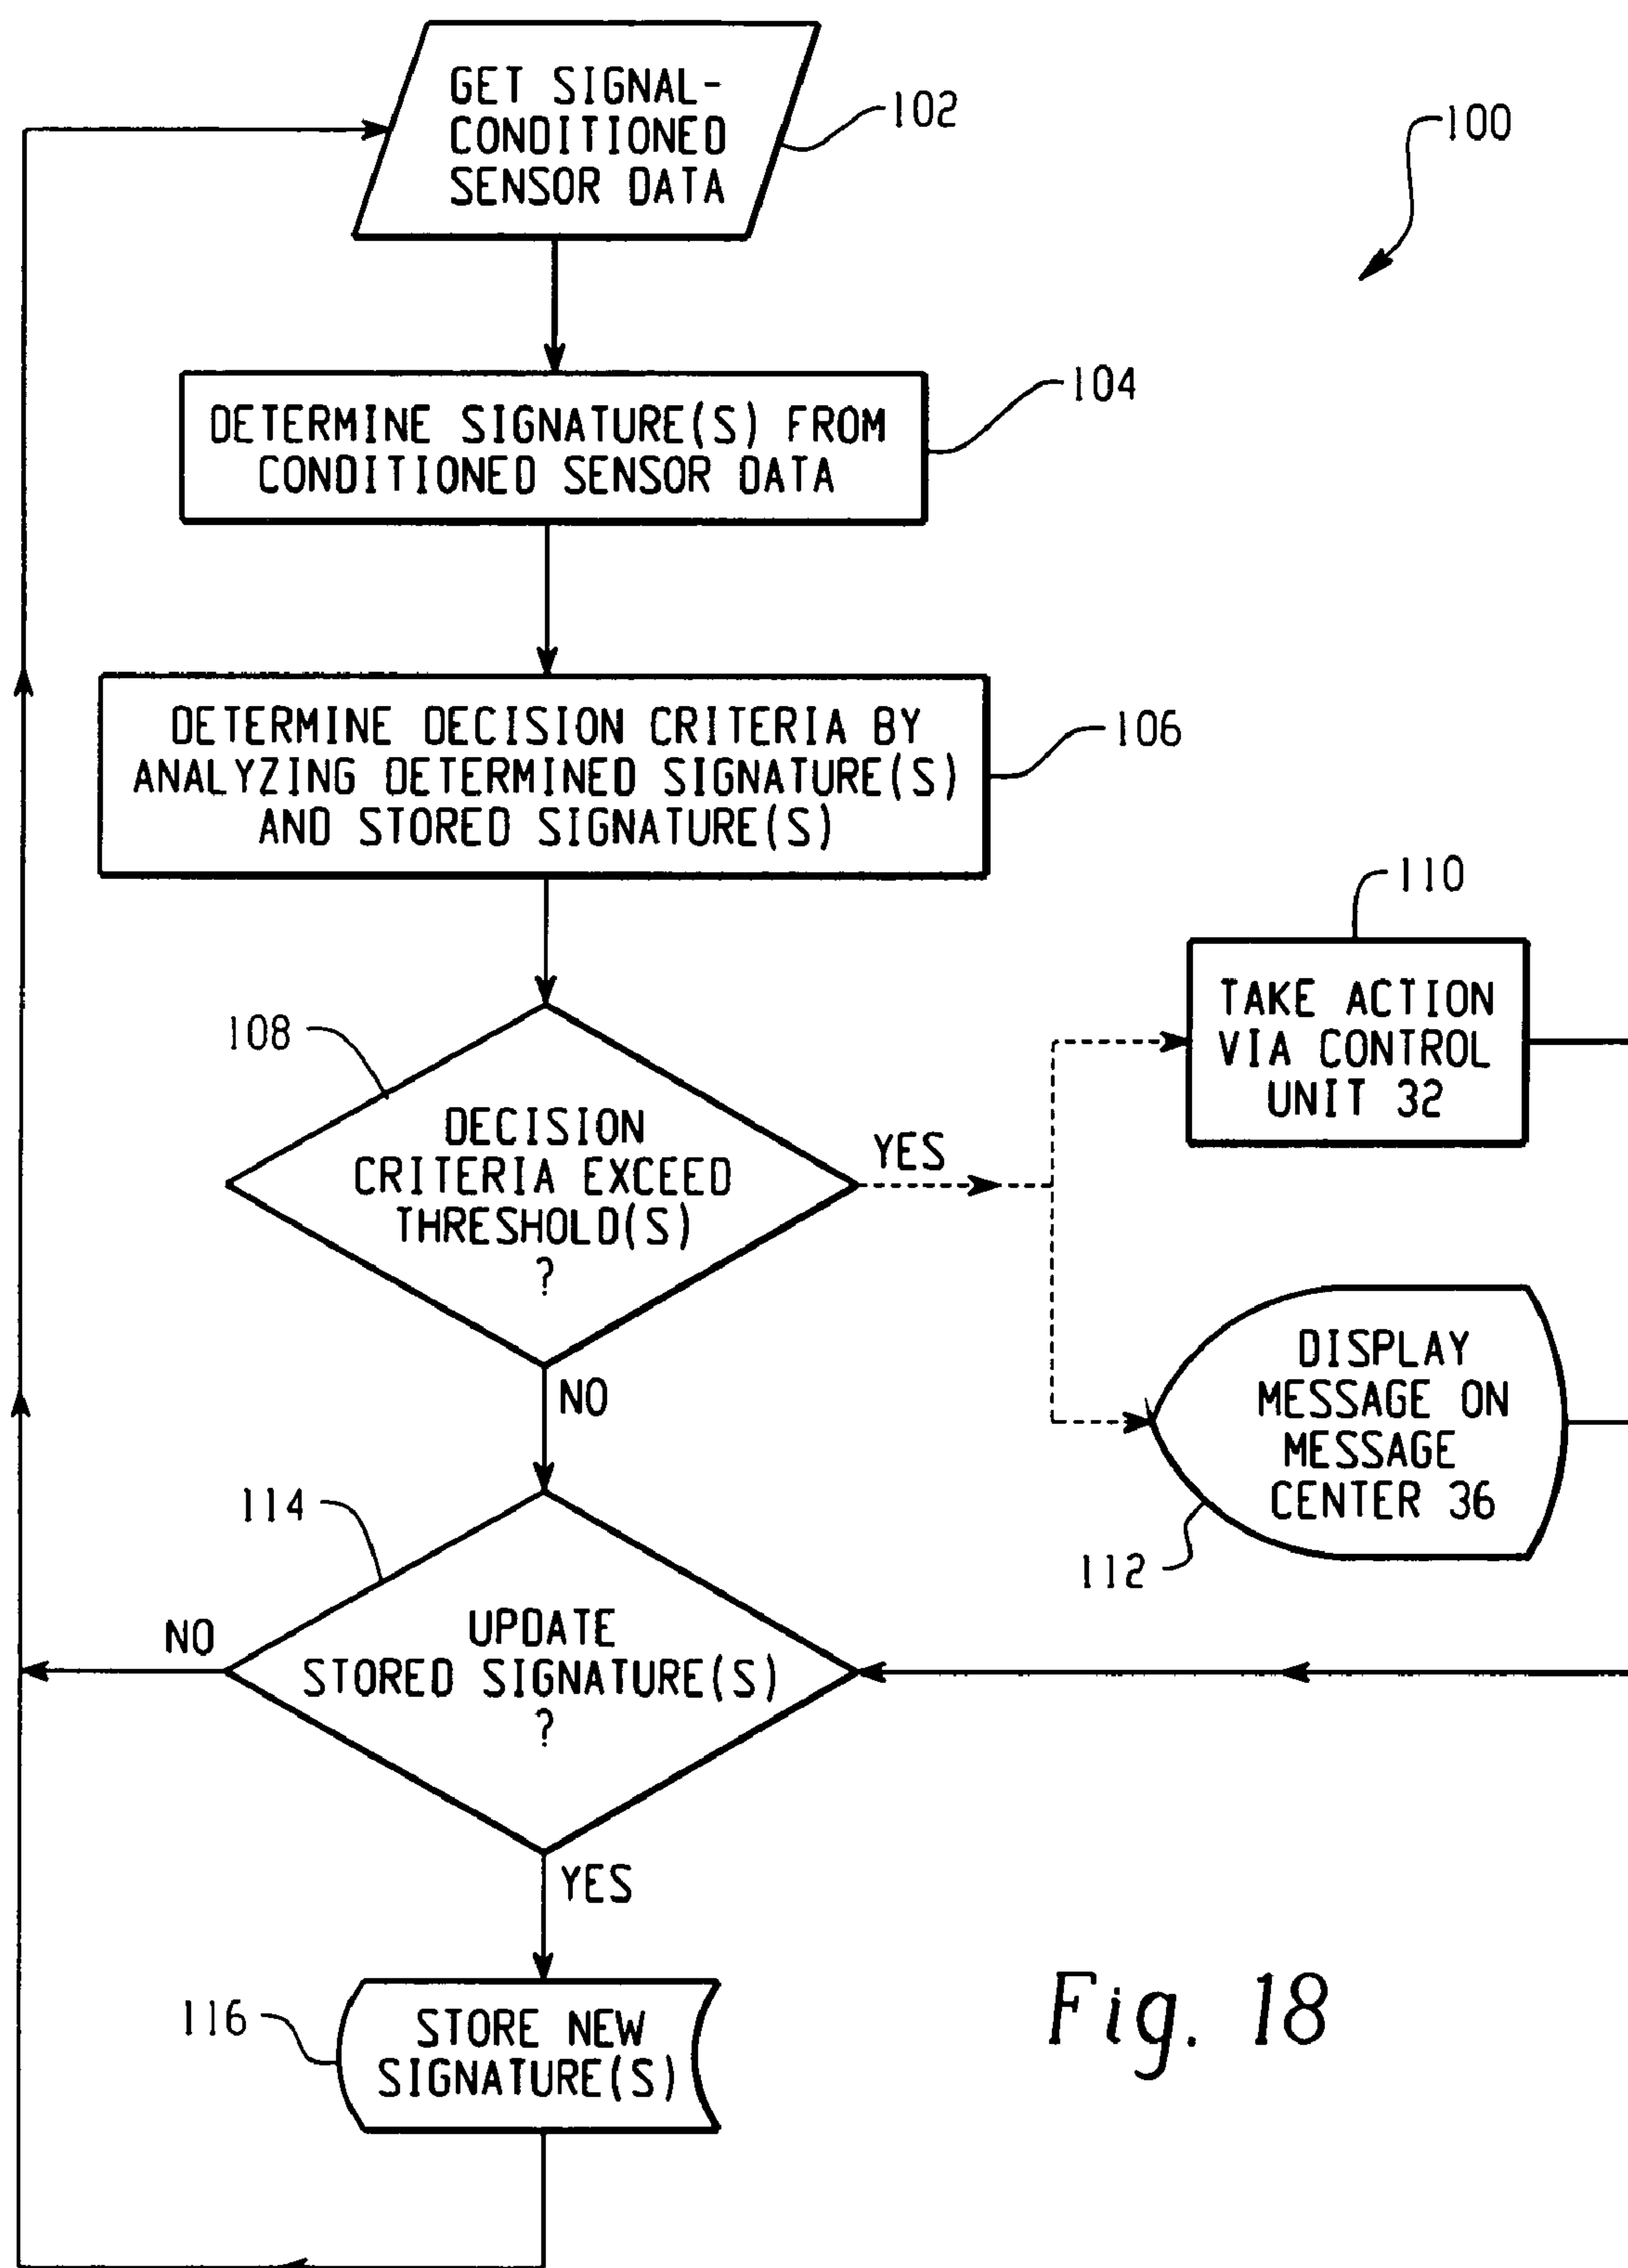 GET SIGNAL-
CONDITIONED
SENSOR DATA
102
100
DETERMINE SIGNATURE(S) FROM
CONDITIONED SENSOR DATA
104
DETERMINE DECISION CRITERIA BY
ANALYZING DETERMINED SIGNATURE(S)
AND STORED SIGNATURE(S)
106
108
DECISION
CRITERIA EXCEED
THRESHOLD(S)
?
YES
NO
110
TAKE ACTION
VIA CONTROL
UNIT 32
DISPLAY
MESSAGE ON
MESSAGE
CENTER 36
112
114
UPDATE
STORED SIGNATURE(S)
?
NO
YES
116
STORE NEW
SIGNATURE(S)
Fig. 18